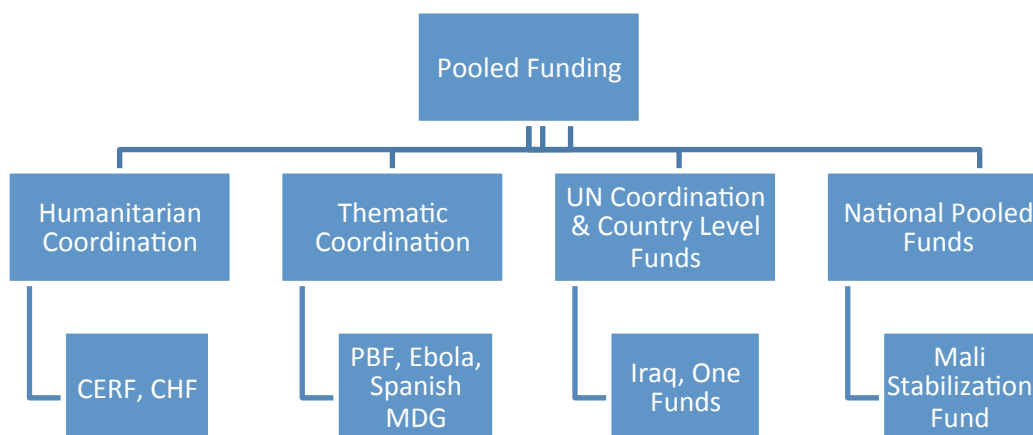 Pooled Funding
Humanitarian
Coordination
Thematic
Coordination
UN Coordination
& Country Level
Funds
National Pooled
Funds
CERF, CHF
PBF, Ebola,
Spanish
MDG
Iraq, One
Funds
Mali
Stabilization
Fund